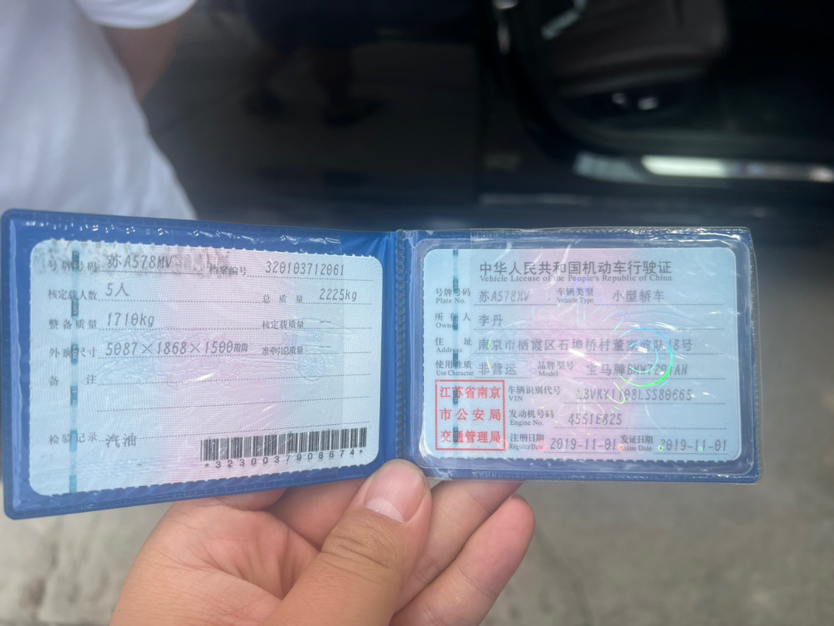 号牌号码 苏A578MV 档案编号 320103712061
核定载人数 5人 总质量 2225kg
整备质量 1710kg 核定载质量
外廓尺寸 5087×1868×1500mm 准牵引总质量
备 注
检验记录 汽油
*3230037908674*
中华人民共和国机动车行驶证
Vehicle License of the People's Republic of China
号牌号码 苏A578MV 车辆类型 小型轿车
Plate No. Vehicle Type
所有人 李丹
Owner
住 址 南京市栖霞区石埠桥村董家 队18号
Address
使用性质 非营运 品牌型号 宝马牌
Use Character Model
江苏省南京
市公安局
交通管理局
车辆识别代号
VIN
发动机号码 4551E825
Engine No.
注册日期 2019-11-01 发证日期 2019-11-01
Register Date Issue Date